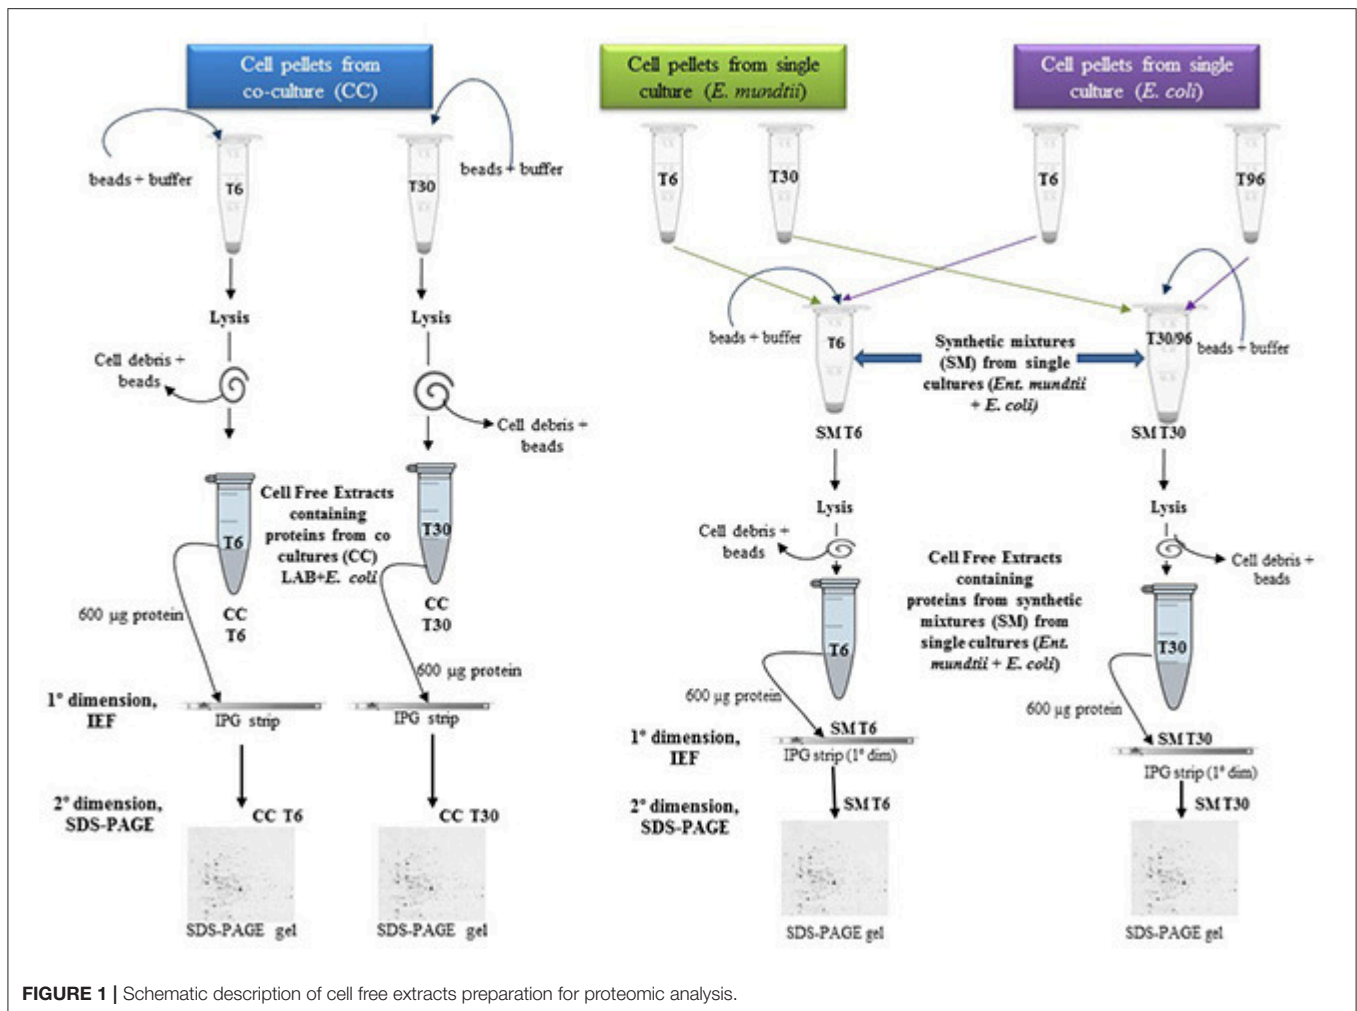 Cell pellets from
co-culture (CC)
Cell pellets from single
culture (E. mundtii)
Cell pellets from single
culture (E. coli)
beads + buffer
T6
T30
beads + buffer
T6
T30
T6
T96
Lysis
Lysis
Cell debris +
beads
Cell debris +
beads
beads + buffer
T6
Synthetic mixtures
(SM) from single
cultures (Ent. mundtii
+ E. coli)
T30/96
beads + buffer
SM T6
SM T30
Cell Free Extracts
containing
proteins from co
cultures (CC)
LAB+E. coli
T6
T30
600 µg protein
CC
T6
CC
T30
600 µg protein
Lysis
Lysis
Cell debris +
beads
Cell debris +
beads
Cell Free Extracts
containing
proteins from synthetic
mixtures (SM) from
single cultures (Ent.
mundtii + E. coli)
T6
T30
600 µg protein
600 µg protein
1º dimension,
IEF
IPG strip
IPG strip
1º dimension,
IEF
SM T6
IPG strip (1º dim)
SM T30
IPG strip (1º dim)
2º dimension,
SDS-PAGE
CC T6
CC T30
2º dimension,
SDS-PAGE
SM T6
SM T30
SDS-PAGE gel
SDS-PAGE gel
SDS-PAGE gel
SDS-PAGE gel
FIGURE 1 | Schematic description of cell free extracts preparation for proteomic analysis.